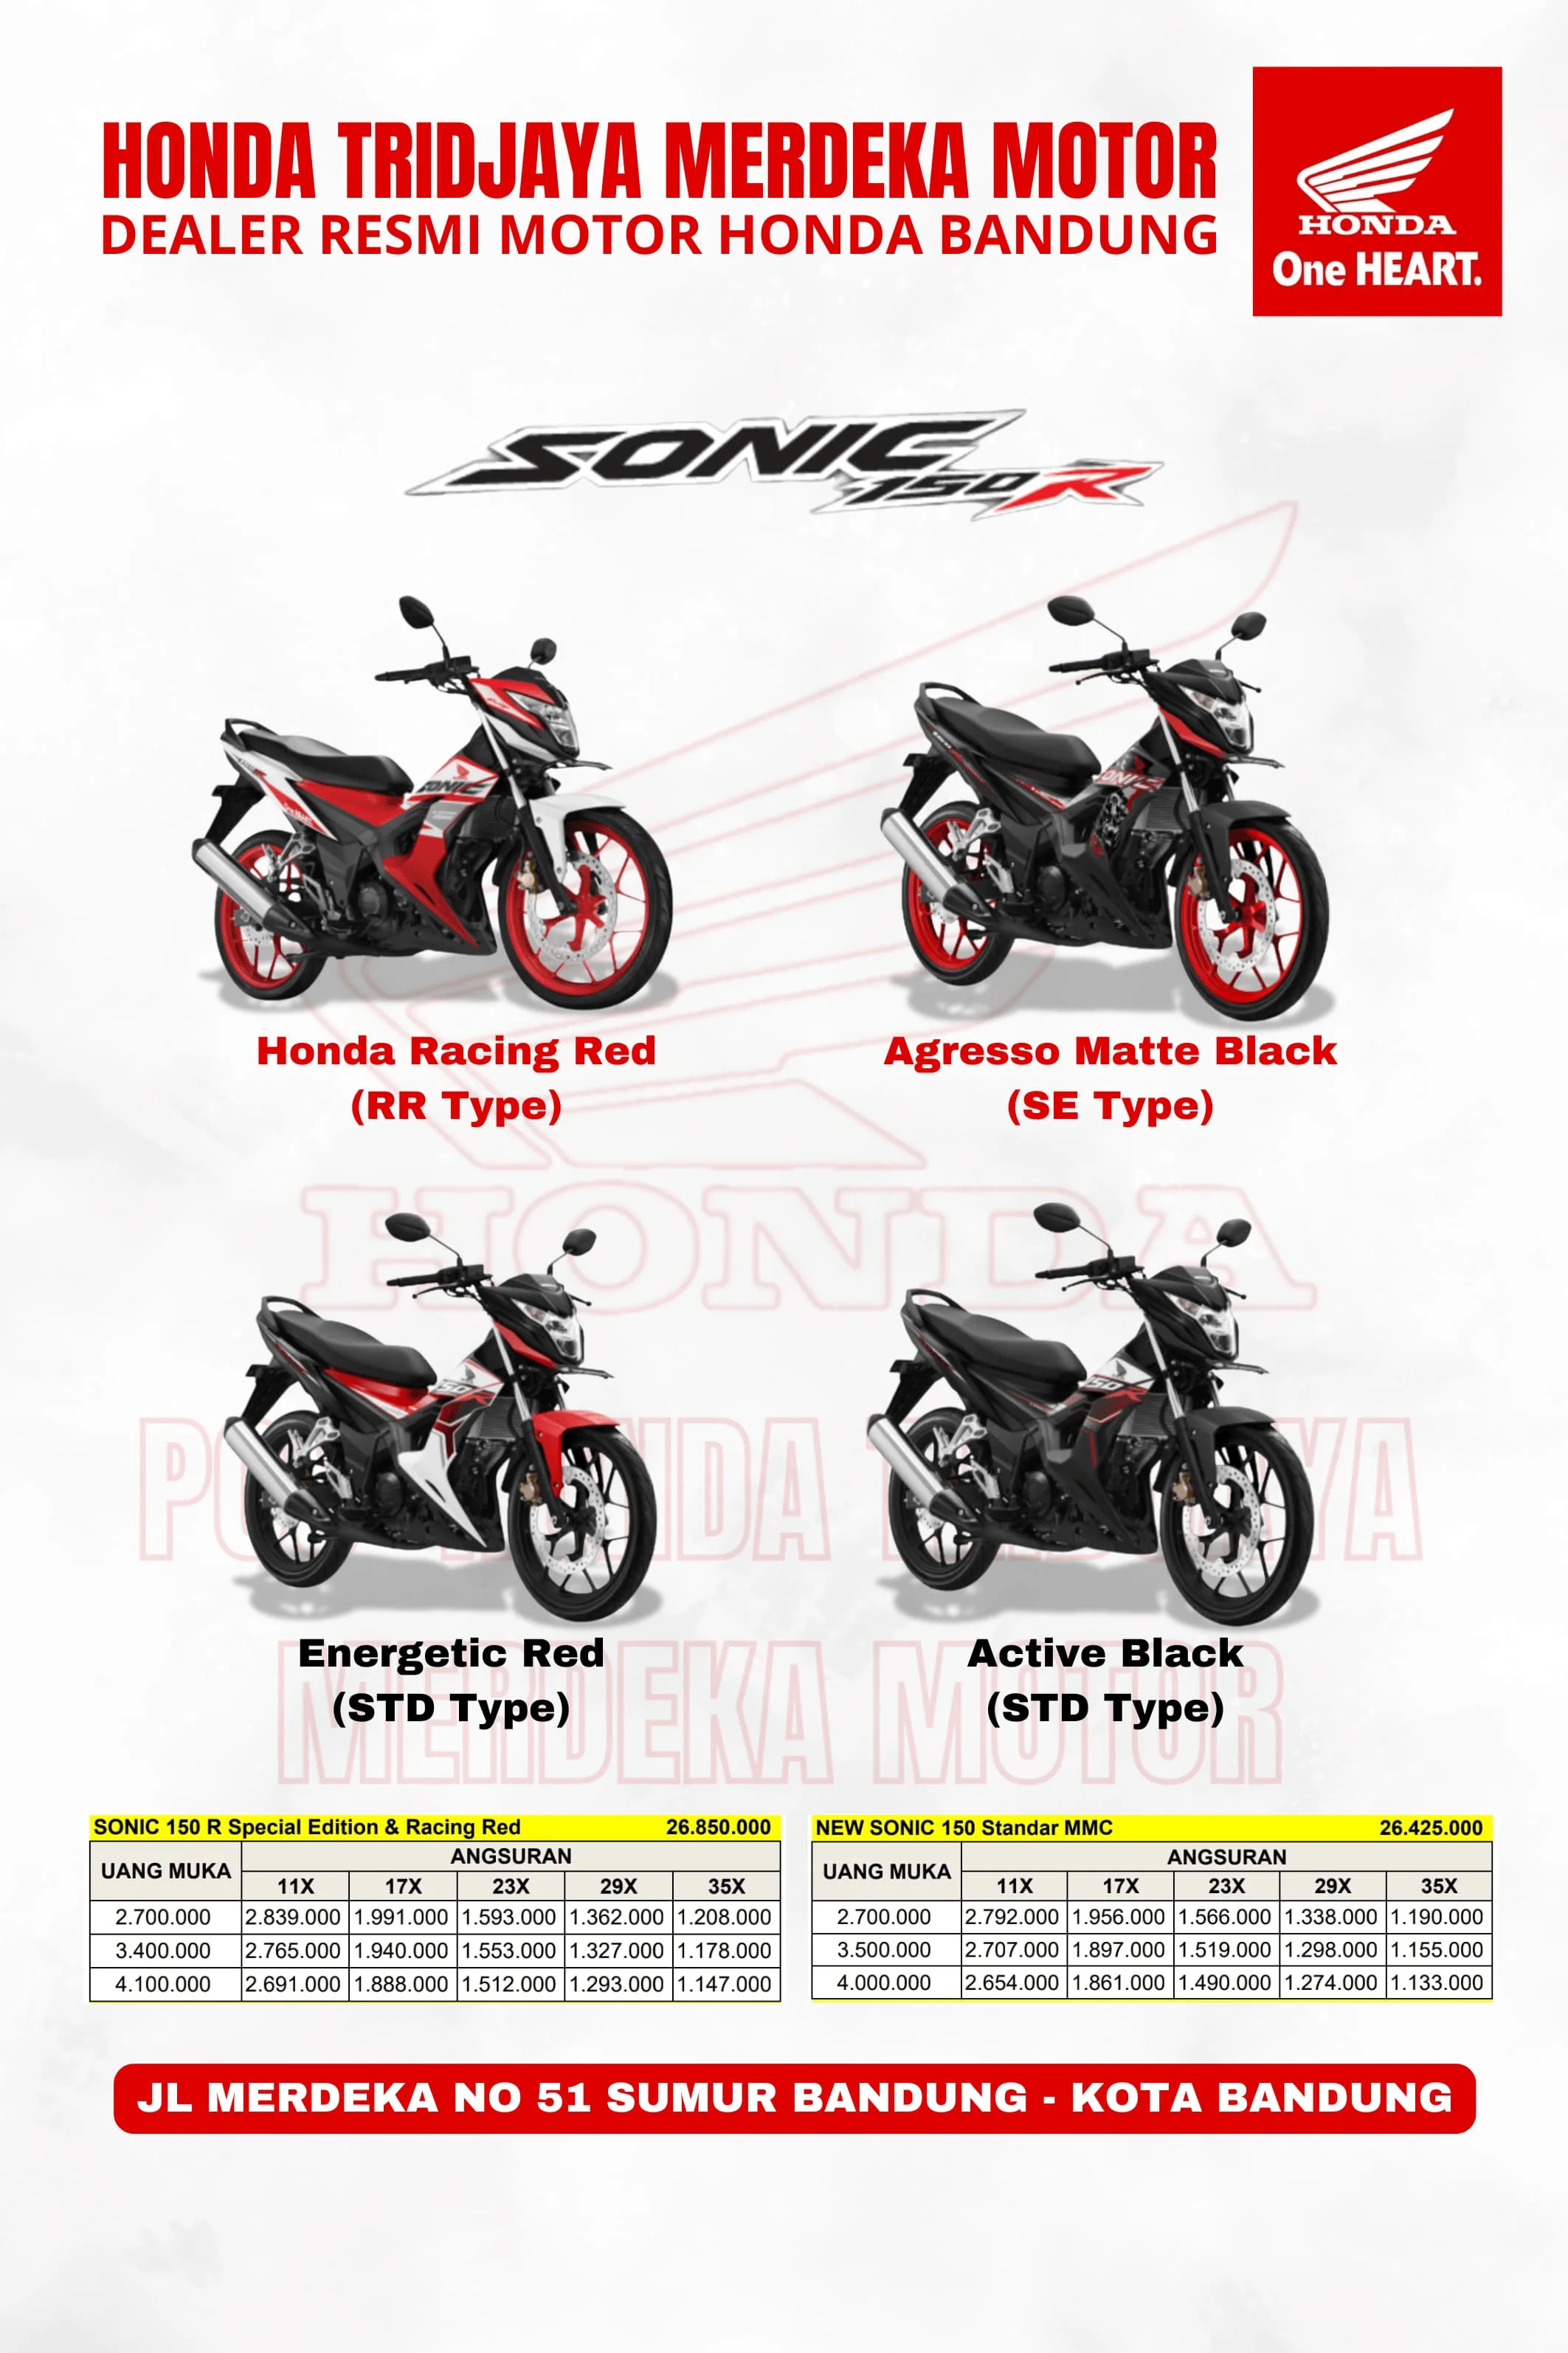 HONDA TRIDJAYA MERDEKA MOTOR
DEALER RESMI MOTOR HONDA BANDUNG
HONDA
One HEART.
SONIC
150R
Honda Racing Red
(RR Type)
Agresso Matte Black
(SE Type)
HONDA
Energetic Red
(STD Type)
Active Black
(STD Type)
MERDEKA MOTOR
SONIC 150 R Special Edition & Racing Red 26.850.000
UANG MUKA ANGSURAN
11X 17X 23X 29X 35X
2.700.000 2.839.000 1.991.000 1.593.000 1.362.000 1.208.000
3.400.000 2.765.000 1.940.000 1.553.000 1.327.000 1.178.000
4.100.000 2.691.000 1.888.000 1.512.000 1.293.000 1.147.000
NEW SONIC 150 Standar MMC 26.425.000
UANG MUKA ANGSURAN
11X 17X 23X 29X 35X
2.700.000 2.792.000 1.956.000 1.566.000 1.338.000 1.190.000
3.500.000 2.707.000 1.897.000 1.519.000 1.298.000 1.155.000
4.000.000 2.654.000 1.861.000 1.490.000 1.274.000 1.133.000
JL MERDEKA NO 51 SUMUR BANDUNG - KOTA BANDUNG